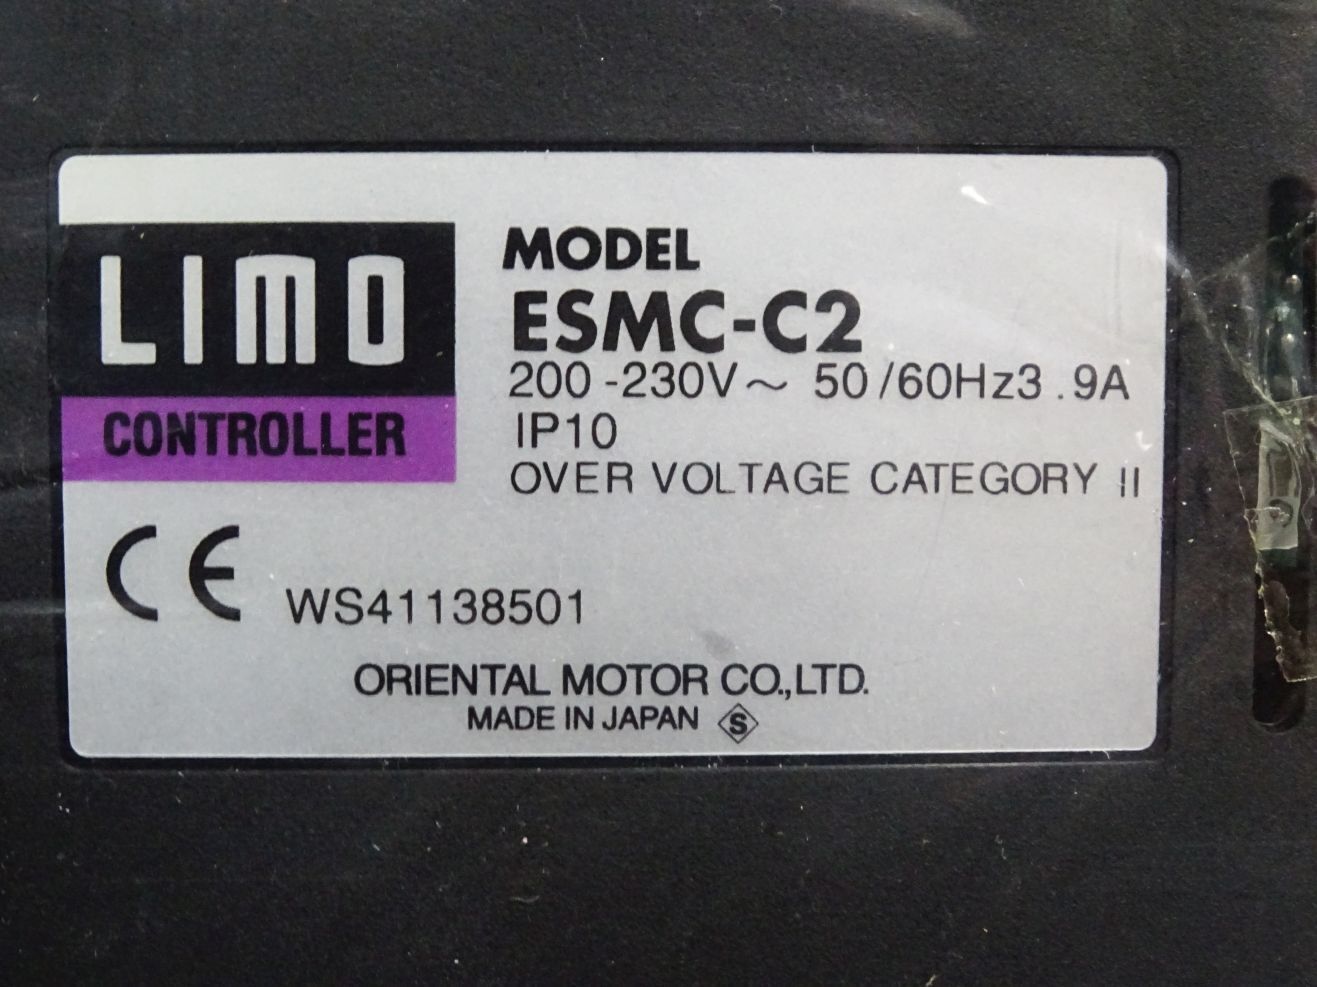 LIMO
CONTROLLER
MODEL
ESMC-C2
200-230V~ 50/60Hz3.9A
IP10
OVER VOLTAGE CATEGORY II
CE WS41138501
ORIENTAL MOTOR CO.,LTD.
MADE IN JAPAN S